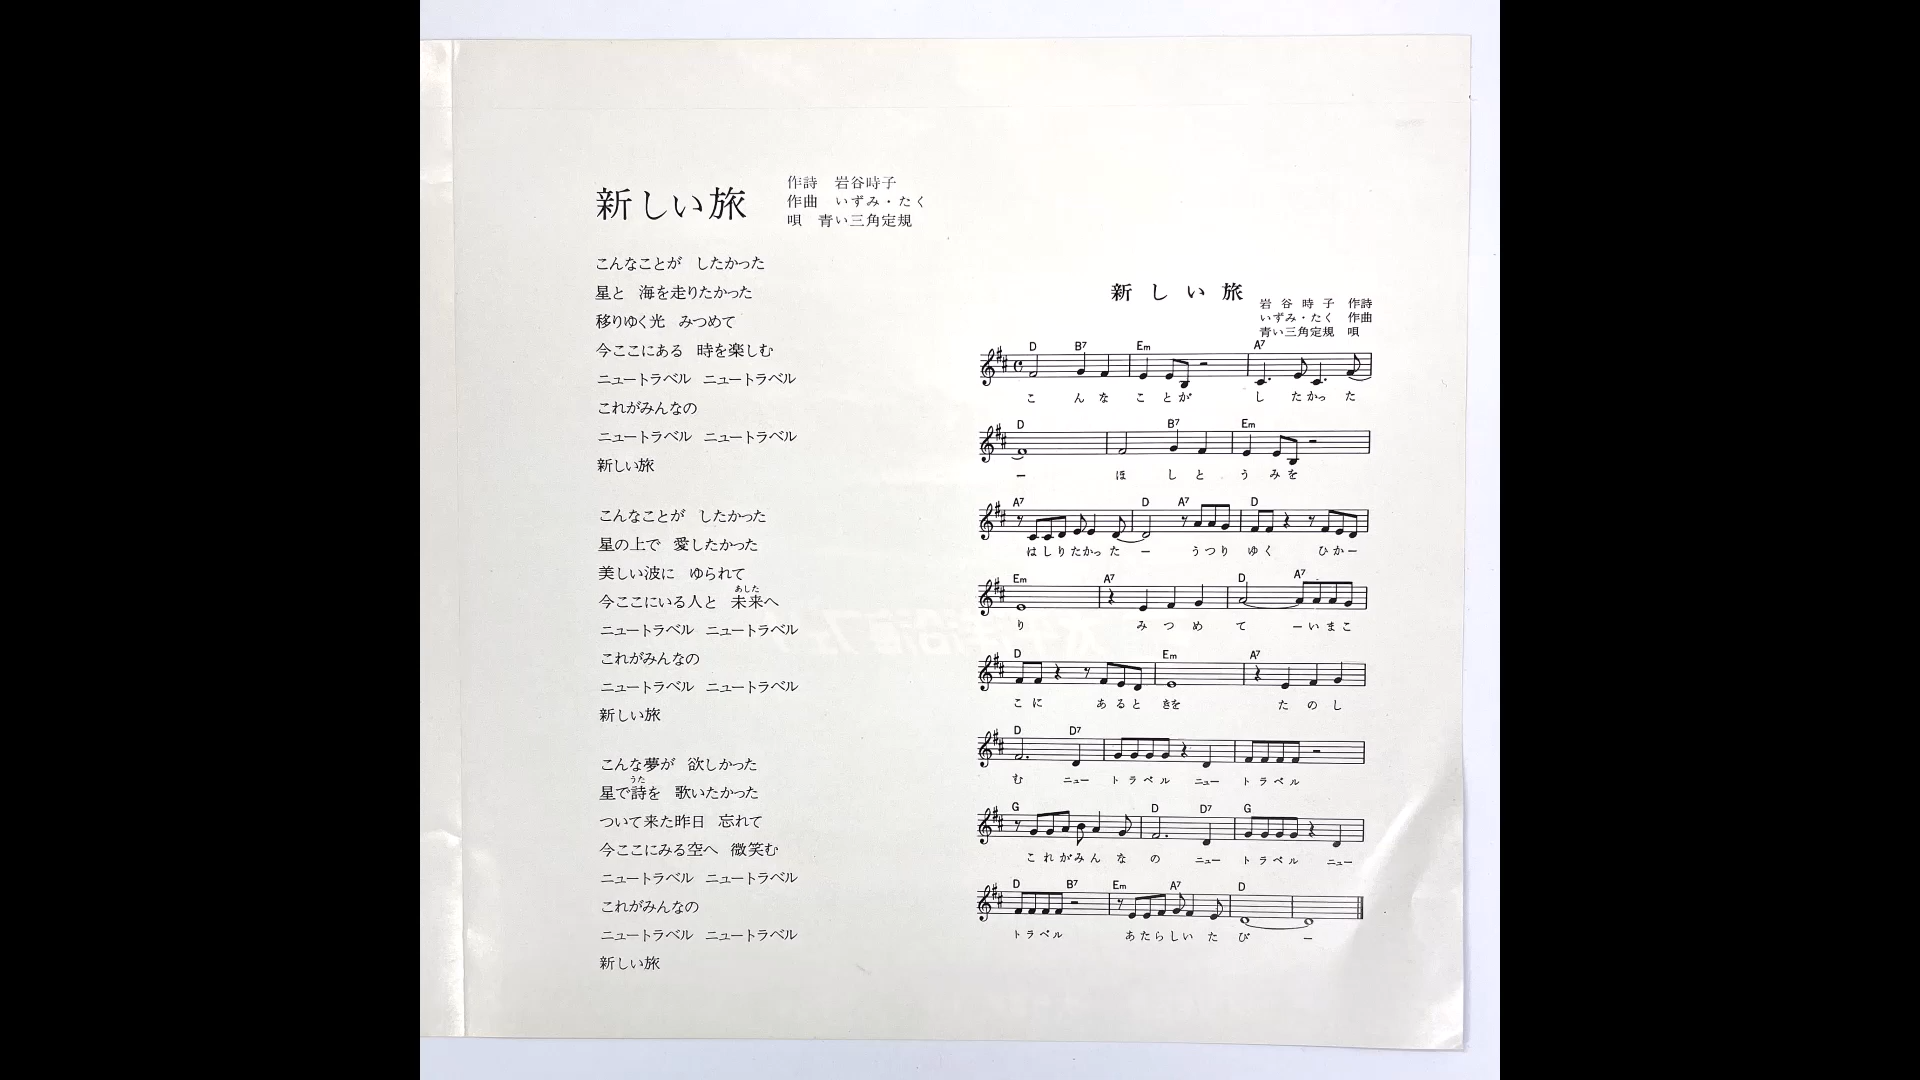 新しい旅
作詩 岩谷時子
作曲 いずみ・たく
唄 青い三角定規
こんなことが したかった
星と 海を走りたかった
移りゆく光 みつめて
今ここにある 時を楽しむ
ニュートラベル ニュートラベル
これがみんなの
ニュートラベル ニュートラベル
新しい旅
こんなことが したかった
星の上で 愛したかった
美しい波に ゆられて
あした
今ここにいる人と 未来へ
ニュートラベル ニュートラベル
これがみんなの
ニュートラベル ニュートラベル
新しい旅
こんな夢が 欲しかった
うた
星で詩を 歌いたかった
ついて来た昨日 忘れて
今ここにみる空へ 微笑む
ニュートラベル ニュートラベル
これがみんなの
ニュートラベル ニュートラベル
新しい旅
新しい旅
岩谷時子 作詩
いずみ・たく 作曲
青い三角定規 唄
D B7 Em A7
こ ん な こ と が し た かっ た
D B7 Em
ー ほ し と う み を
A7 D A7 D
は し り た かっ た ー う つ り ゆ く ひ か ー
Em A7 D A7
り み つ め て ー い ま こ
D Em A7
こ に あ る と きを た の し
D D7
む ニュー ト ラ ベ ル ニュー ト ラ ベ ル
G D D7 G
こ れ が み ん な の ニュー ト ラ ベ ル ニュー
D B7 Em A7 D
ト ラ ベ ル あ た ら し い た び ー